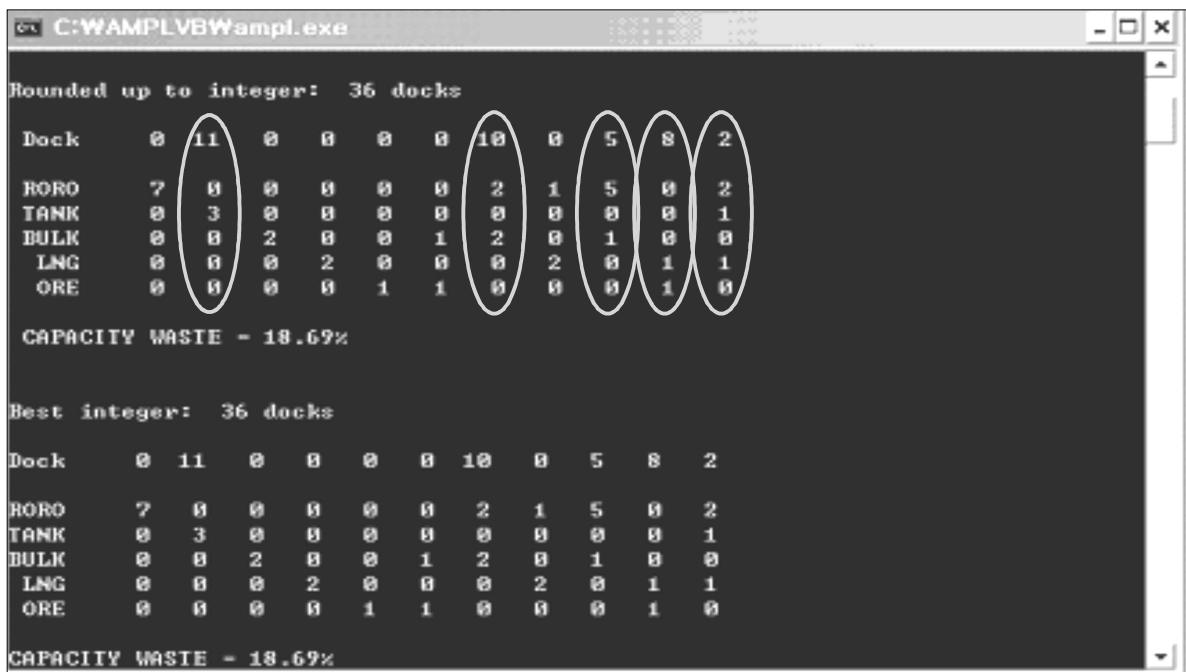 C:₩AMPLVB₩ampl.exe
Rounded up to integer: 36 docks
Dock 0 11 0 0 0 0 10 0 5 8 2
RORO 7 0 0 0 0 0 2 1 5 0 2
TANK 0 3 0 0 0 0 0 0 0 0 1
BULK 0 0 2 0 0 1 2 0 1 0 0
LNG 0 0 0 2 0 0 0 2 0 1 1
ORE 0 0 0 0 1 1 0 0 0 1 0
CAPACITY WASTE = 18.69%
Best integer: 36 docks
Dock 0 11 0 0 0 0 10 0 5 8 2
RORO 7 0 0 0 0 0 2 1 5 0 2
TANK 0 3 0 0 0 0 0 0 0 0 1
BULK 0 0 2 0 0 1 2 0 1 0 0
LNG 0 0 0 2 0 0 0 2 0 1 1
ORE 0 0 0 0 1 1 0 0 0 1 0
CAPACITY WASTE = 18.69%